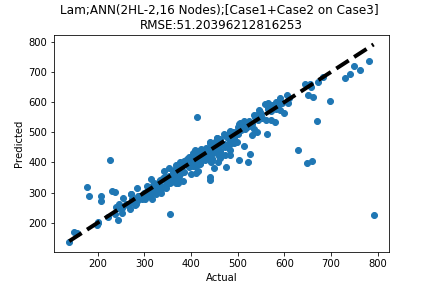 Lam;ANN(2HL-2,16 Nodes);[Case1+Case2 on Case3]
RMSE:51.20396212816253
800
700
600
500
400
300
200
Predicted
200 300 400 500 600 700 800
Actual